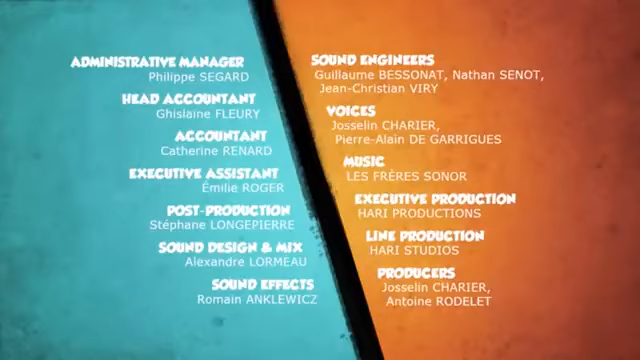 ADMINISTRATIVE MANAGER
Philippe SEGARD
HEAD ACCOUNTANT
Ghislaine FLEURY
ACCOUNTANT
Catherine RENARD
EXECUTIVE ASSISTANT
Émilie ROGER
POST-PRODUCTION
Stéphane LONGEPIERRE
SOUND DESIGN & MIX
Alexandre LORMEAU
SOUND EFFECTS
Romain ANKLEWICZ
SOUND ENGINEERS
Guillaume BESSONAT, Nathan SENOT,
Jean-Christian VIRY
VOICES
Josselin CHARIER,
Pierre-Alain DE GARRIGUES
MUSIC
LES FRÈRES SONOR
EXECUTIVE PRODUCTION
HARI PRODUCTIONS
LINE PRODUCTION
HARI STUDIOS
PRODUCERS
Josselin CHARIER,
Antoine RODELET